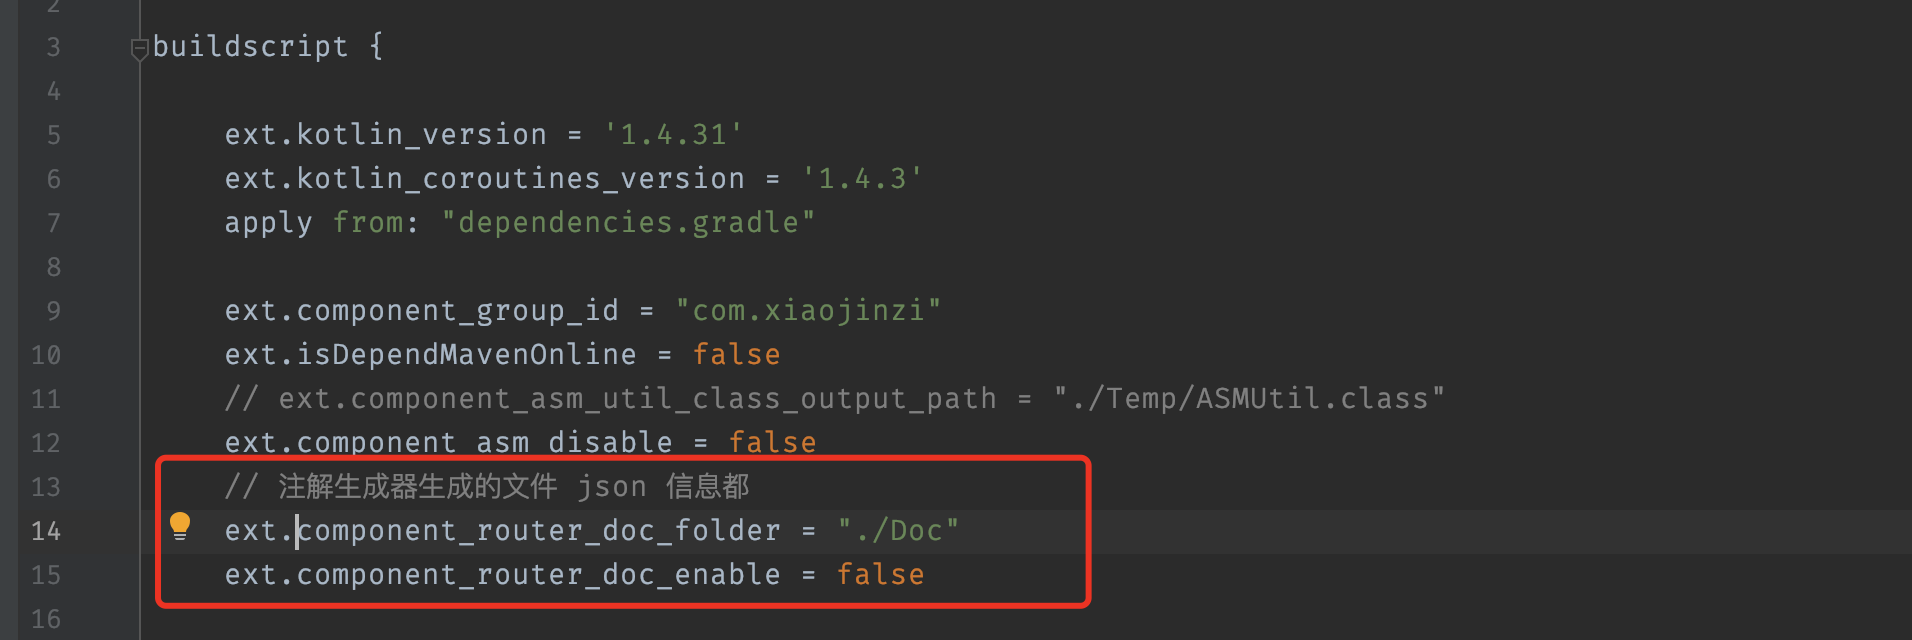 2
3 buildscript {
4
5 ext.kotlin_version = '1.4.31'
6 ext.kotlin_coroutines_version = '1.4.3'
7 apply from: "dependencies.gradle"
8
9 ext.component_group_id = "com.xiaojinzi"
10 ext.isDependMavenOnline = false
11 // ext.component_asm_util_class_output_path = "./Temp/ASMUtil.class"
12 ext.component_asm_disable = false
13 // 注解生成器生成的文件 json 信息都
14 ext.component_router_doc_folder = "./Doc"
15 ext.component_router_doc_enable = false
16